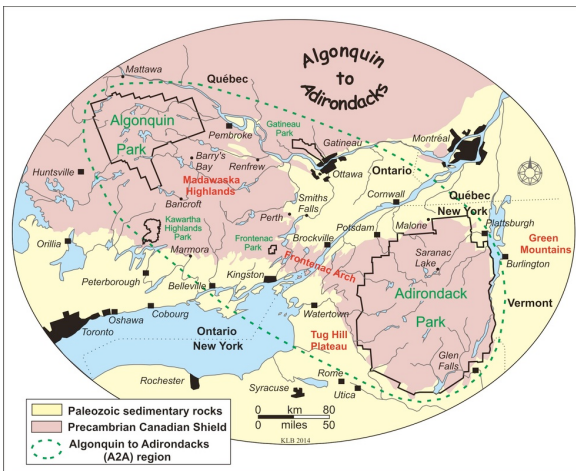 Algonquin
to
Adirondacks
Mattawa
Québec
Gatineau
Park
Gatineau
Montréal
Algonquin
Park
Pembroke
Ottawa
Ontario
Barry's
Bay
Renfrew
Huntsville
Madawaska
Highlands
Bancroft
Smiths
Falls
Cornwall
Québec
New York
Perth
Kawartha
Highlands
Park
Frontenac
Park
Brockville
Potsdam
Malone
Plattsburgh
Orillia
Marmora
Saranac
Lake
Green
Mountains
Burlington
Frontenac Arch
Kingston
Peterborough
Belleville
Adirondack
Park
Vermont
Watertown
Oshawa
Cobourg
Toronto
Ontario
New York
Tug Hill
Plateau
Glen
Falls
Rochester
Syracuse
Rome
Utica
Paleozoic sedimentary rocks
Precambrian Canadian Shield
Algonquin to Adirondacks
(A2A) region
0 km 80
0 miles 50
KLB 2014